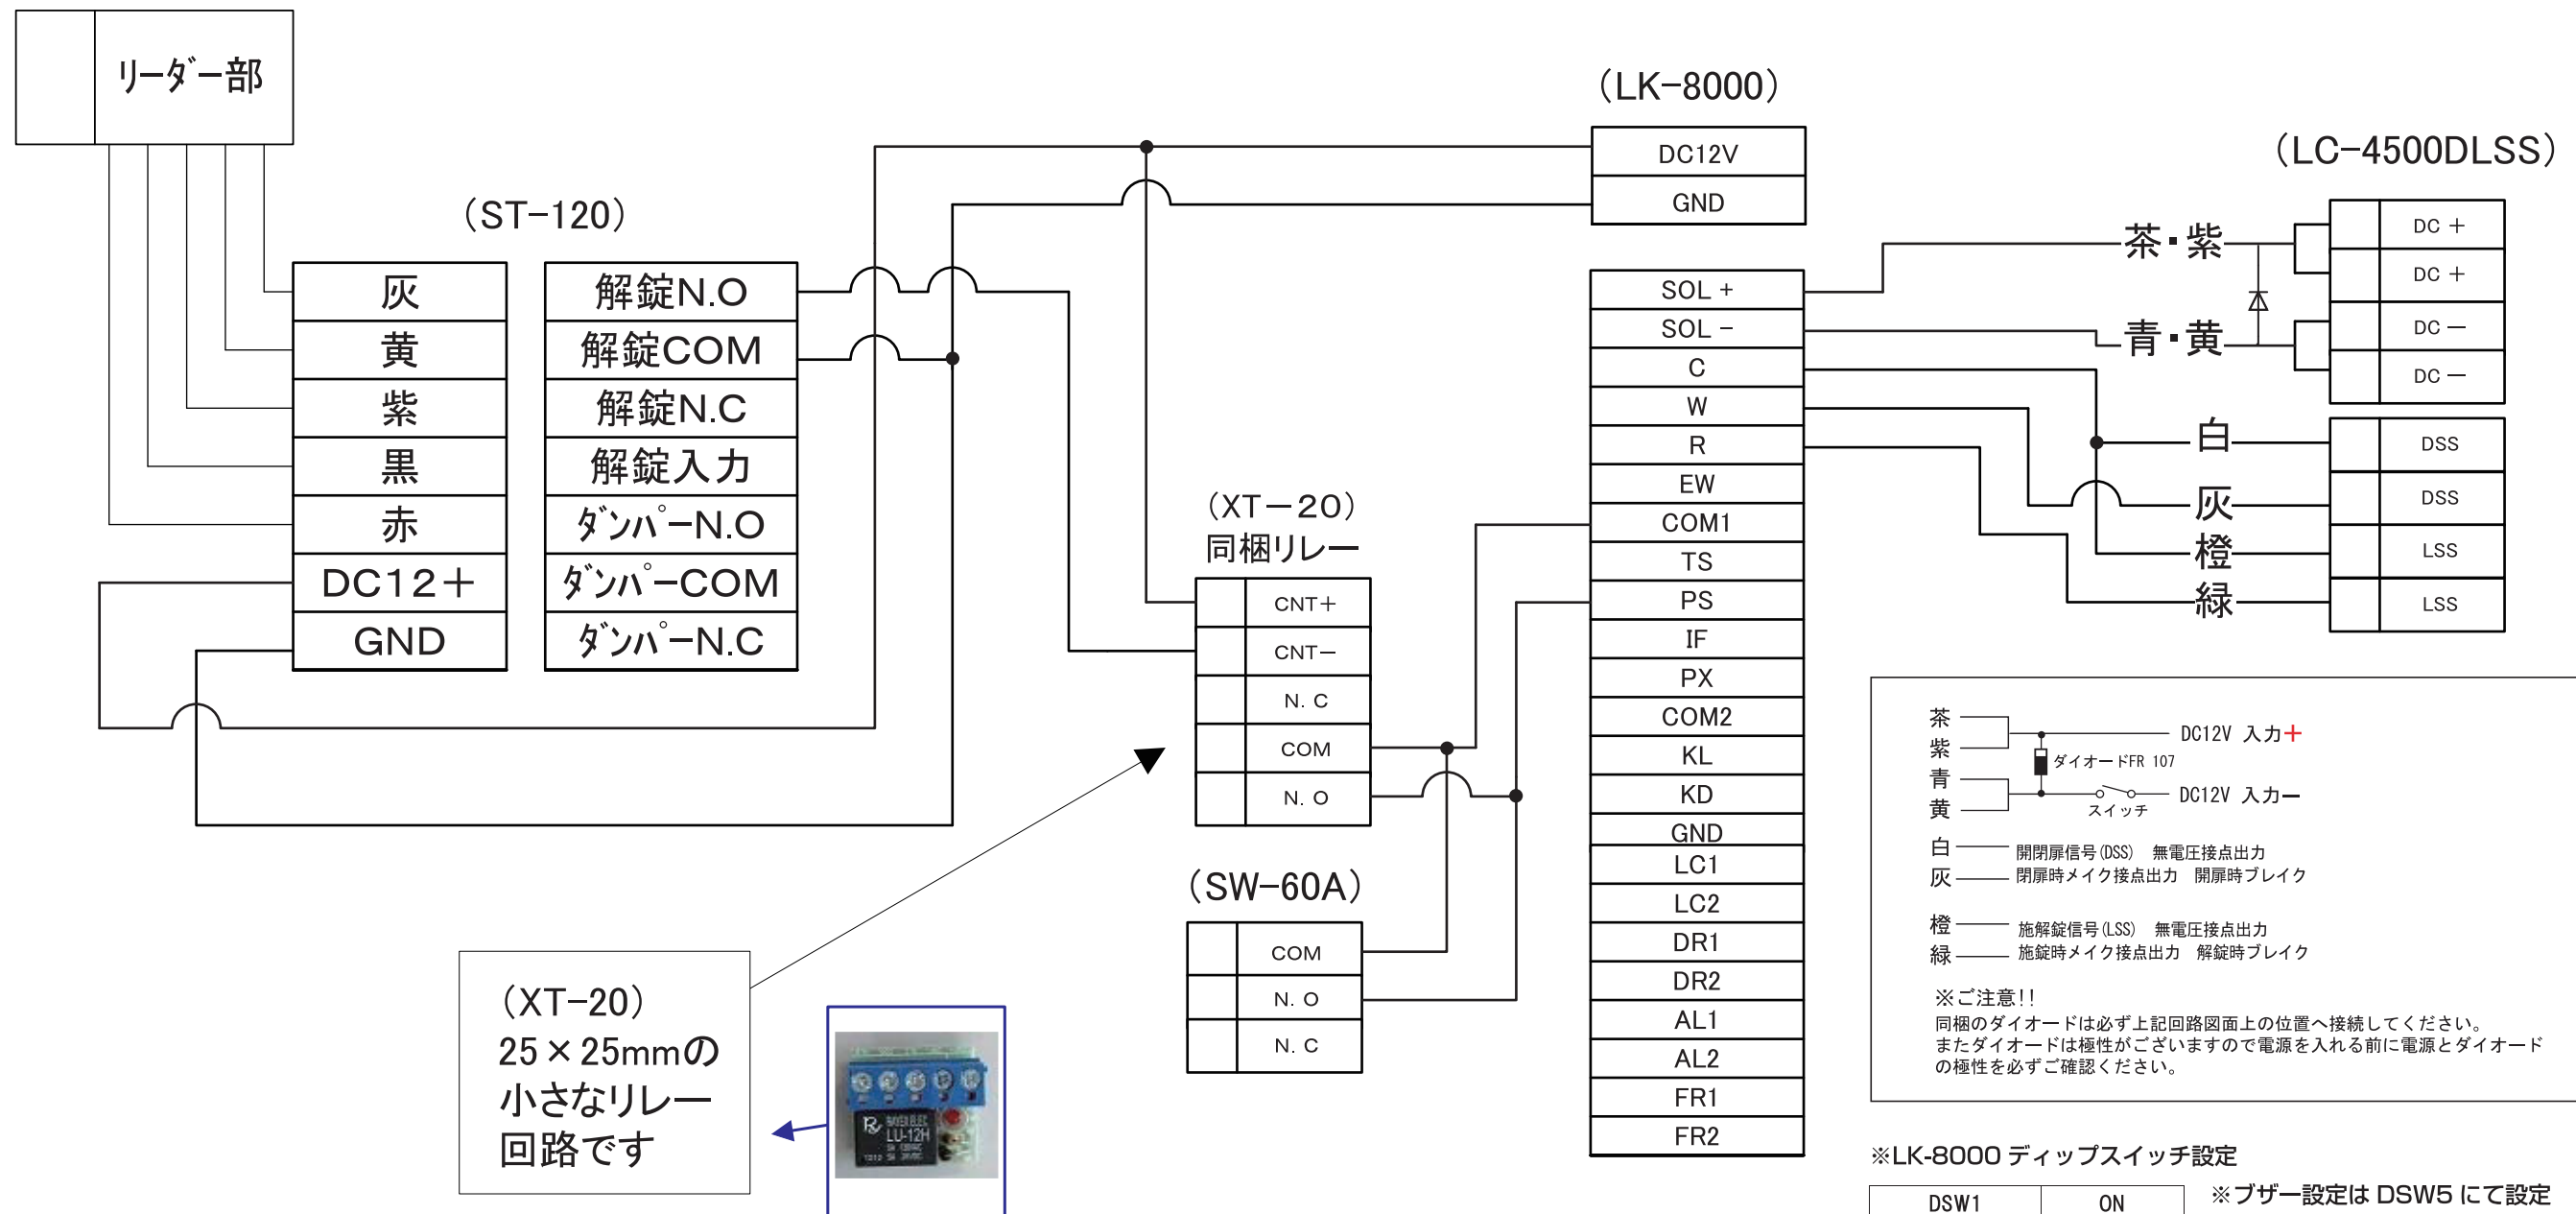 リーダー部
(ST-120)
灰
黄
紫
黒
赤
DC12+
GND
解錠N.O
解錠COM
解錠N.C
解錠入力
ダンパーN.O
ダンパーCOM
ダンパーN.C
(XT-20)
同梱リレー
CNT+
CNT-
N. C
COM
N. O
(SW-60A)
COM
N. O
N. C
(XT-20)
25×25mmの
小さなリレー
回路です
LU-12H
(LK-8000)
DC12V
GND
SOL +
SOL -
C
W
R
EW
COM1
TS
PS
IF
PX
COM2
KL
KD
GND
LC1
LC2
DR1
DR2
AL1
AL2
FR1
FR2
(LC-4500DLSS)
茶・紫
青・黄
白
灰
橙
緑
DC +
DC +
DC -
DC -
DSS
DSS
LSS
LSS
茶
紫
青
黄
DC12V 入力+
ダイオードFR 107
DC12V 入力-
スイッチ
白 開閉扉信号(DSS) 無電圧接点出力
灰 閉扉時メイク接点出力 開扉時ブレイク
橙 施解錠信号(LSS) 無電圧接点出力
緑 施錠時メイク接点出力 解錠時ブレイク
※ご注意!!
同梱のダイオードは必ず上記回路図面上の位置へ接続してください。
またダイオードは極性がございますので電源を入れる前に電源とダイオード
の極性を必ずご確認ください。
※LK-8000 ディップスイッチ設定
DSW1 ON
※ブザー設定は DSW5 にて設定